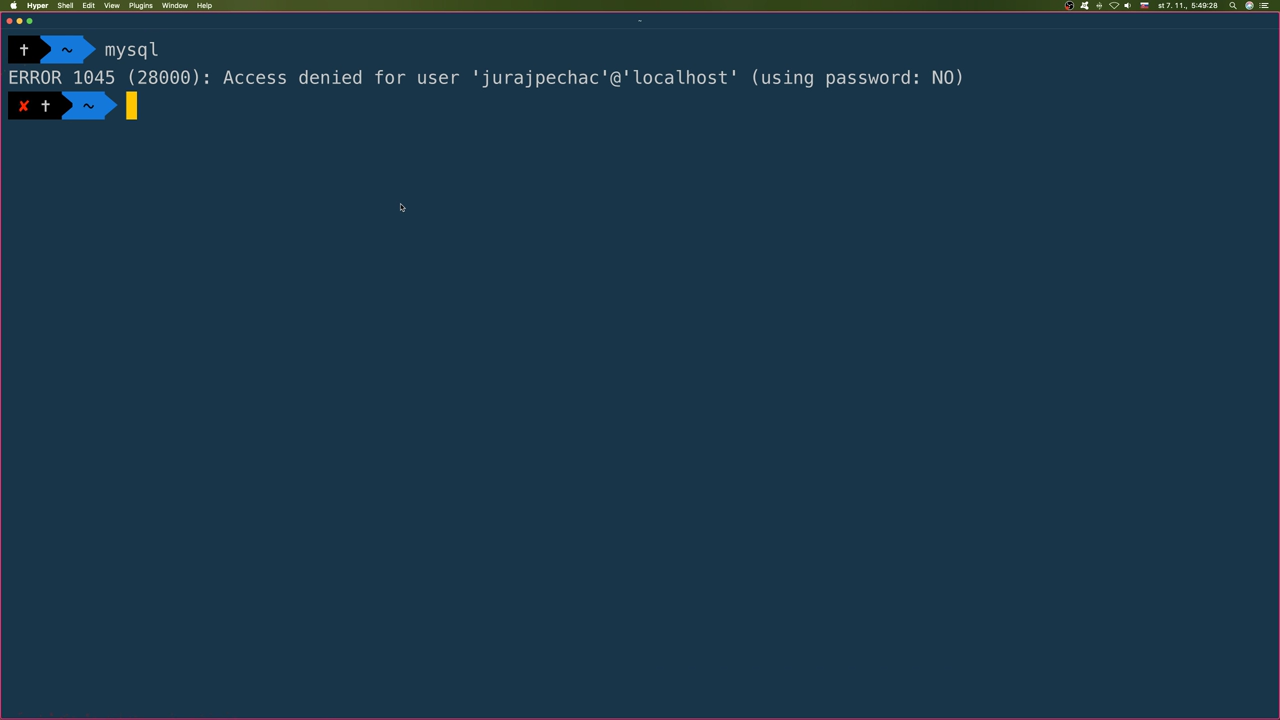 Hyper Shell Edit View Plugins Window Help st 7. 11., 5:49:28
~
† ~ mysql
ERROR 1045 (28000): Access denied for user 'jurajpechac'@'localhost' (using password: NO)
✘ † ~